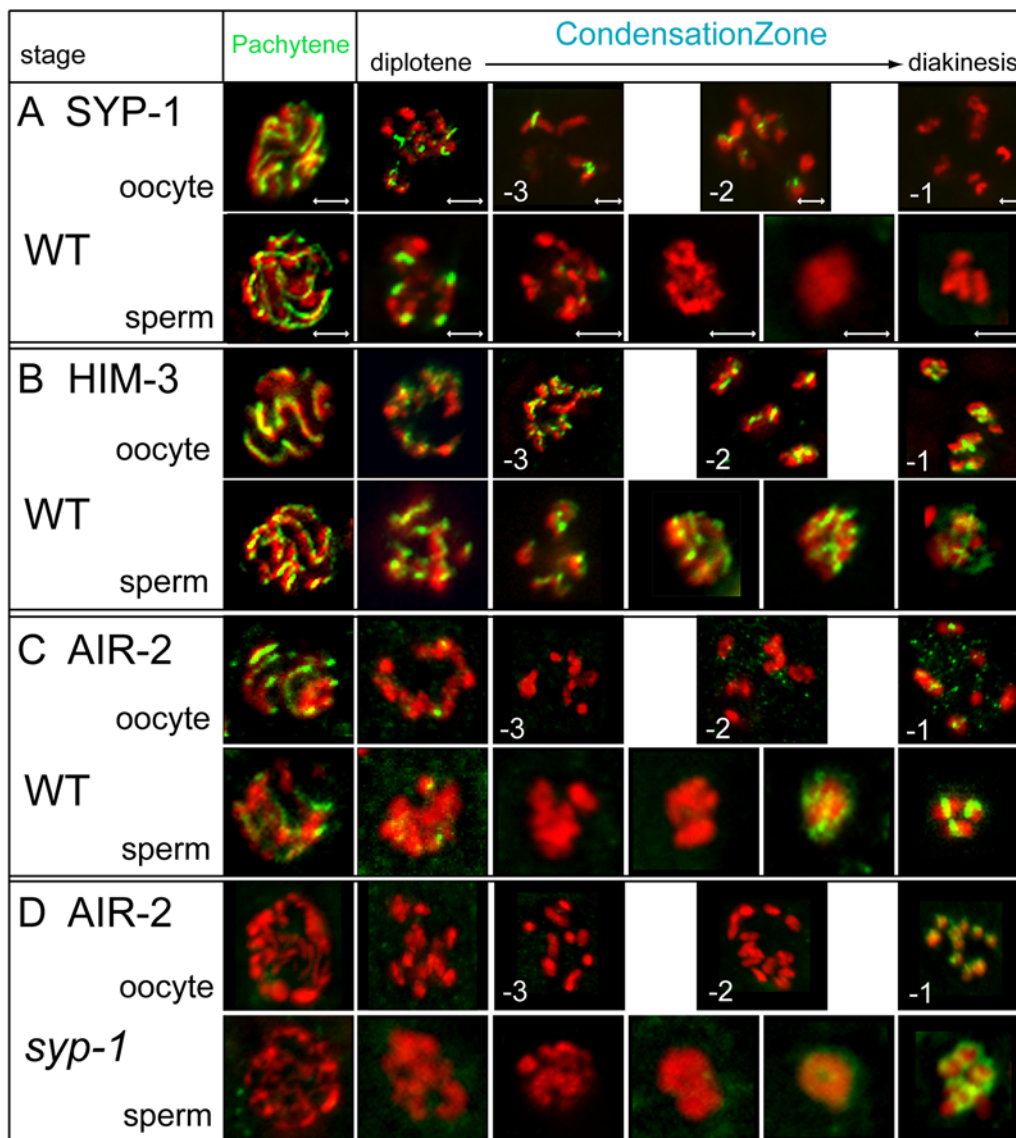 stage
Pachytene
CondensationZone
diplotene
diakinesis
A SYP-1
oocyte
-3
-2
-1
WT
sperm
B HIM-3
oocyte
-3
-2
-1
WT
sperm
C AIR-2
oocyte
-3
-2
-1
WT
sperm
D AIR-2
oocyte
-3
-2
-1
syp-1
sperm